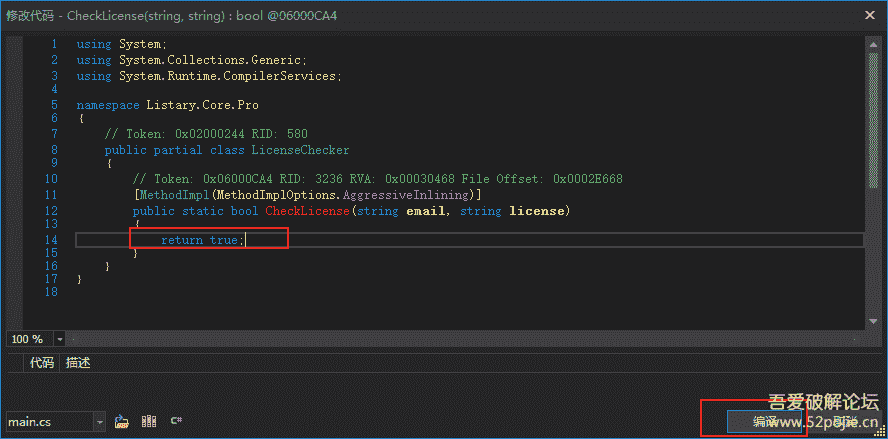 修改代码 - CheckLicense(string, string) : bool @06000CA4
1 using System;
2 using System.Collections.Generic;
3 using System.Runtime.CompilerServices;
4
5 namespace Listary.Core.Pro
6 {
7 // Token: 0x02000244 RID: 580
8 public partial class LicenseChecker
9 {
10 // Token: 0x06000CA4 RID: 3236 RVA: 0x00030468 File Offset: 0x0002E668
11 [MethodImpl(MethodImplOptions.AggressiveInlining)]
12 public static bool CheckLicense(string email, string license)
13 {
14 return true;
15 }
16 }
17 }
18
100 %
代码 描述
main.cs C#
编译
吾爱破解论坛
www.52pojie.cn